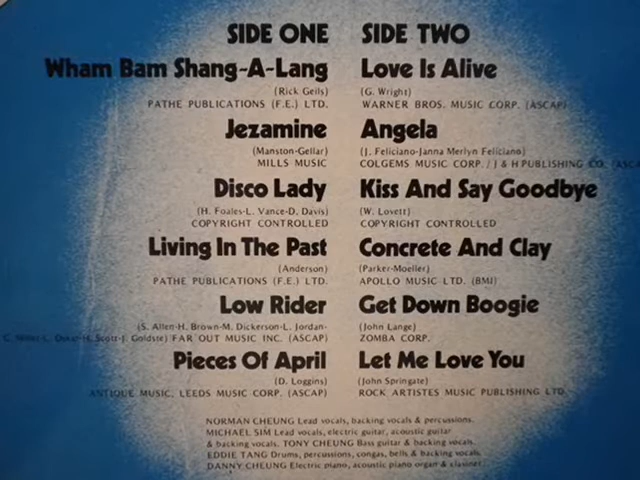 SIDE ONE
Wham Bam Shang-A-Lang
(Rick Geils)
PATHE PUBLICATIONS (F.E.) LTD.
Jezamine
(Manston-Gellar)
MILLS MUSIC
Disco Lady
(H. Foales-L. Vance-D. Davis)
COPYRIGHT CONTROLLED
Living In The Past
(Anderson)
PATHE PUBLICATIONS (F.E.) LTD.
Low Rider
(S. Allen-H. Brown-M. Dickerson-L. Jordan-
C. Miller-L. Oskar-H. Scott-J. Goldste) FAR OUT MUSIC INC. (ASCAP)
Pieces Of April
(D. Loggins)
ANTIQUE MUSIC, LEEDS MUSIC CORP. (ASCAP)
SIDE TWO
Love Is Alive
(G. Wright)
WARNER BROS. MUSIC CORP. (ASCAP)
Angela
(J. Feliciano-Janna Merlyn Feliciano)
COLGEMS MUSIC CORP. / J & H PUBLISHING CO.
Kiss And Say Goodbye
(W. Lovett)
COPYRIGHT CONTROLLED
Concrete And Clay
(Parker-Moeller)
APOLLO MUSIC LTD. (BMI)
Get Down Boogie
(John Lange)
ZOMBA CORP.
Let Me Love You
(John Springate)
ROCK ARTISTES MUSIC PUBLISHING LTD.
NORMAN CHEUNG Lead vocals, backing vocals & percussions.
MICHAEL SIM Lead vocals, electric guitar, acoustic guitar
& backing vocals. TONY CHEUNG Bass guitar & backing vocals.
EDDIE TANG Drums, percussions, congas, bells & backing vocals.
DANNY CHEUNG Electric piano, acoustic piano organ & clavinet.